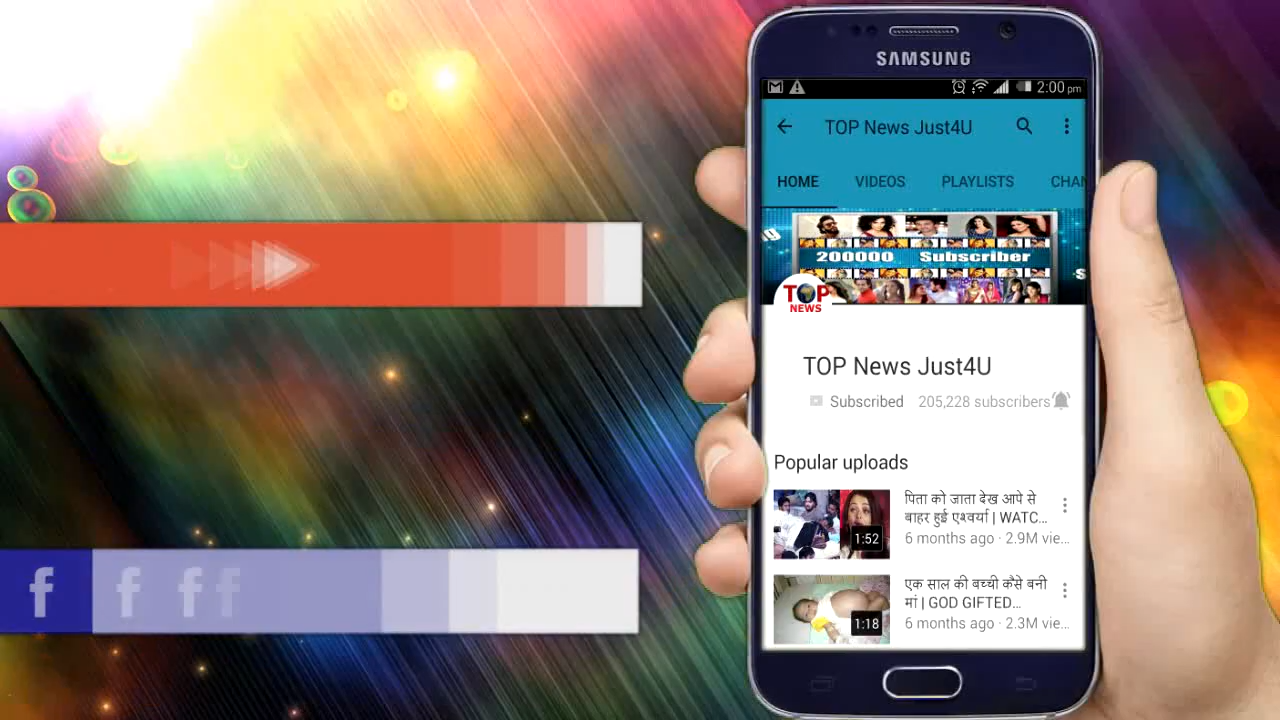 SAMSUNG
2:00 pm
TOP News Just4U
HOME VIDEOS PLAYLISTS CHAN
200000 Subscriber
TOP
NEWS
TOP News Just4U
Subscribed 205,228 subscribers
Popular uploads
1:52
पिता को जाता देख आपे से
बाहर हुई एश्वर्या | WATC...
6 months ago · 2.9M vie...
1:18
एक साल की बच्ची कैसे बनी
मां | GOD GIFTED...
6 months ago · 2.3M vie...
f f f f